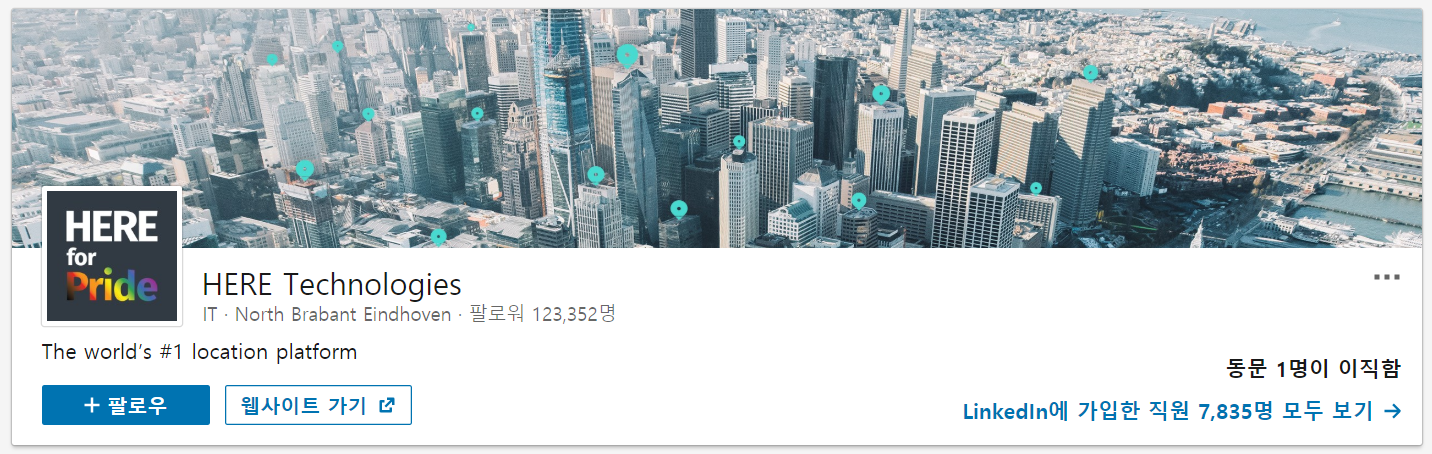 HERE
for
Pride
HERE Technologies
IT · North Brabant Eindhoven · 팔로워 123,352명
The world's #1 location platform
동문 1명이 이직함
+ 팔로우
웹사이트 가기
LinkedIn에 가입한 직원 7,835명 모두 보기 →